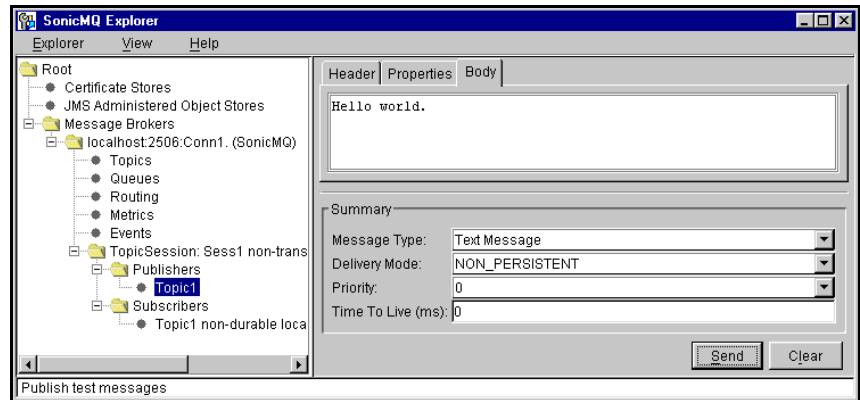 SonicMQ Explorer
Explorer View Help
Root
Certificate Stores
JMS Administered Object Stores
Message Brokers
localhost:2506:Conn1. (SonicMQ)
Topics
Queues
Routing
Metrics
Events
TopicSession: Sess1 non-trans
Publishers
Topic1
Subscribers
Topic1 non-durable loca
Header Properties Body
Hello world.
Summary
Message Type: Text Message
Delivery Mode: NON_PERSISTENT
Priority: 0
Time To Live (ms): 0
Send Clear
Publish test messages